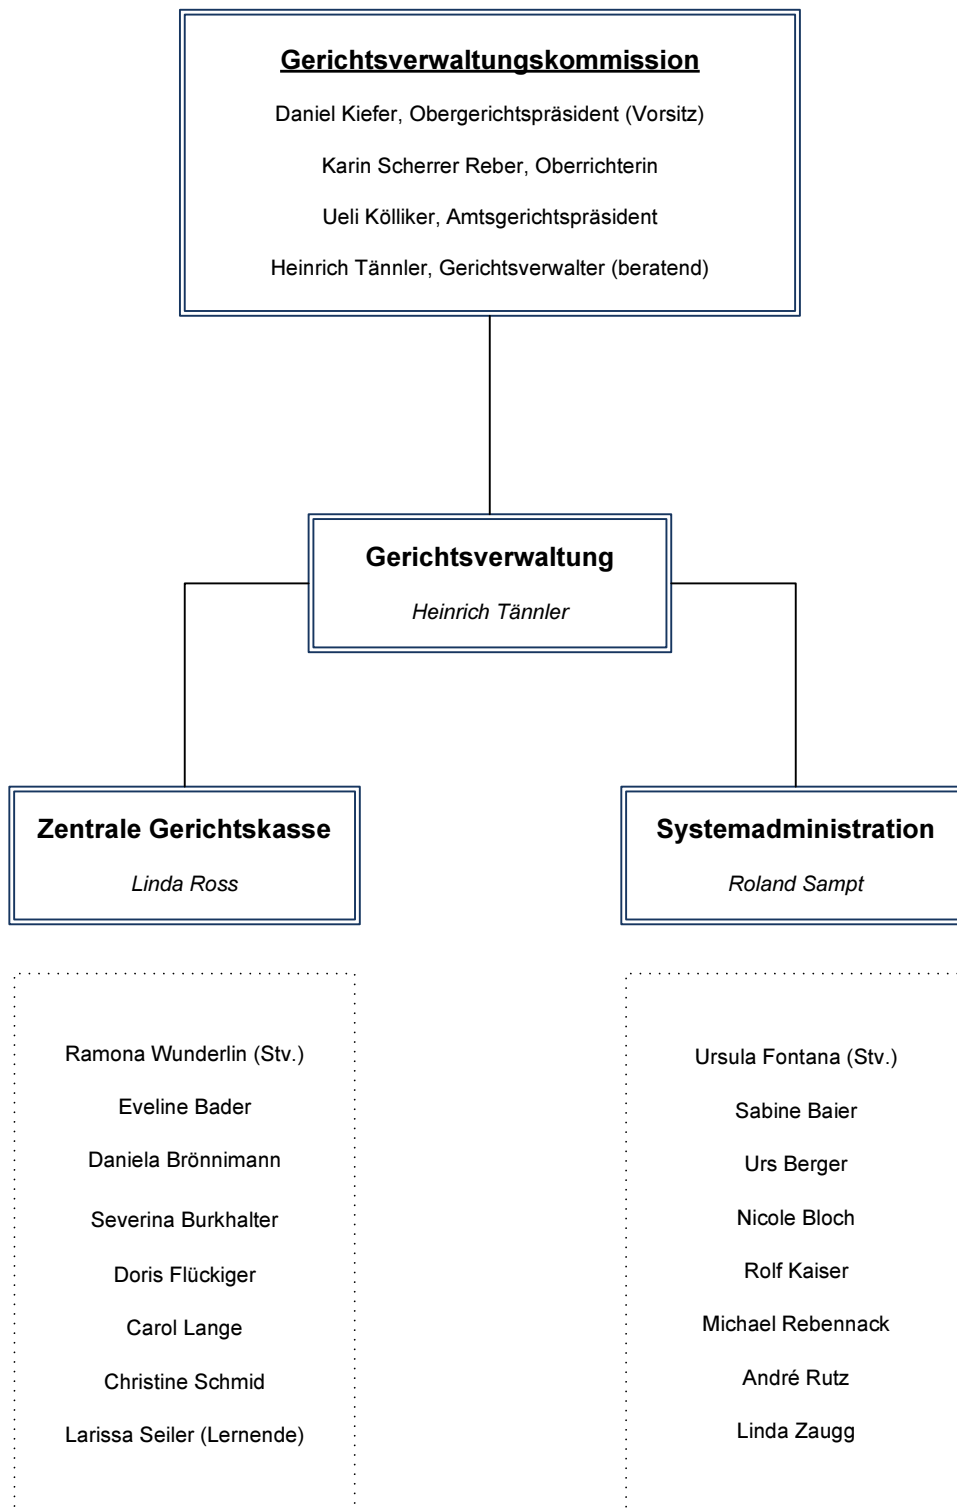 Gerichtsverwaltungskommission
Daniel Kiefer, Obergerichtspräsident (Vorsitz)
Karin Scherrer Reber, Oberrichterin
Ueli Kölliker, Amtsgerichtspräsident
Heinrich Tännler, Gerichtsverwalter (beratend)
Gerichtsverwaltung
Heinrich Tännler
Zentrale Gerichtskasse
Linda Ross
Ramona Wunderlin (Stv.)
Eveline Bader
Daniela Brönnimann
Severina Burkhalter
Doris Flückiger
Carol Lange
Christine Schmid
Larissa Seiler (Lernende)
Systemadministration
Roland Sampt
Ursula Fontana (Stv.)
Sabine Baier
Urs Berger
Nicole Bloch
Rolf Kaiser
Michael Rebennack
André Rutz
Linda Zaugg